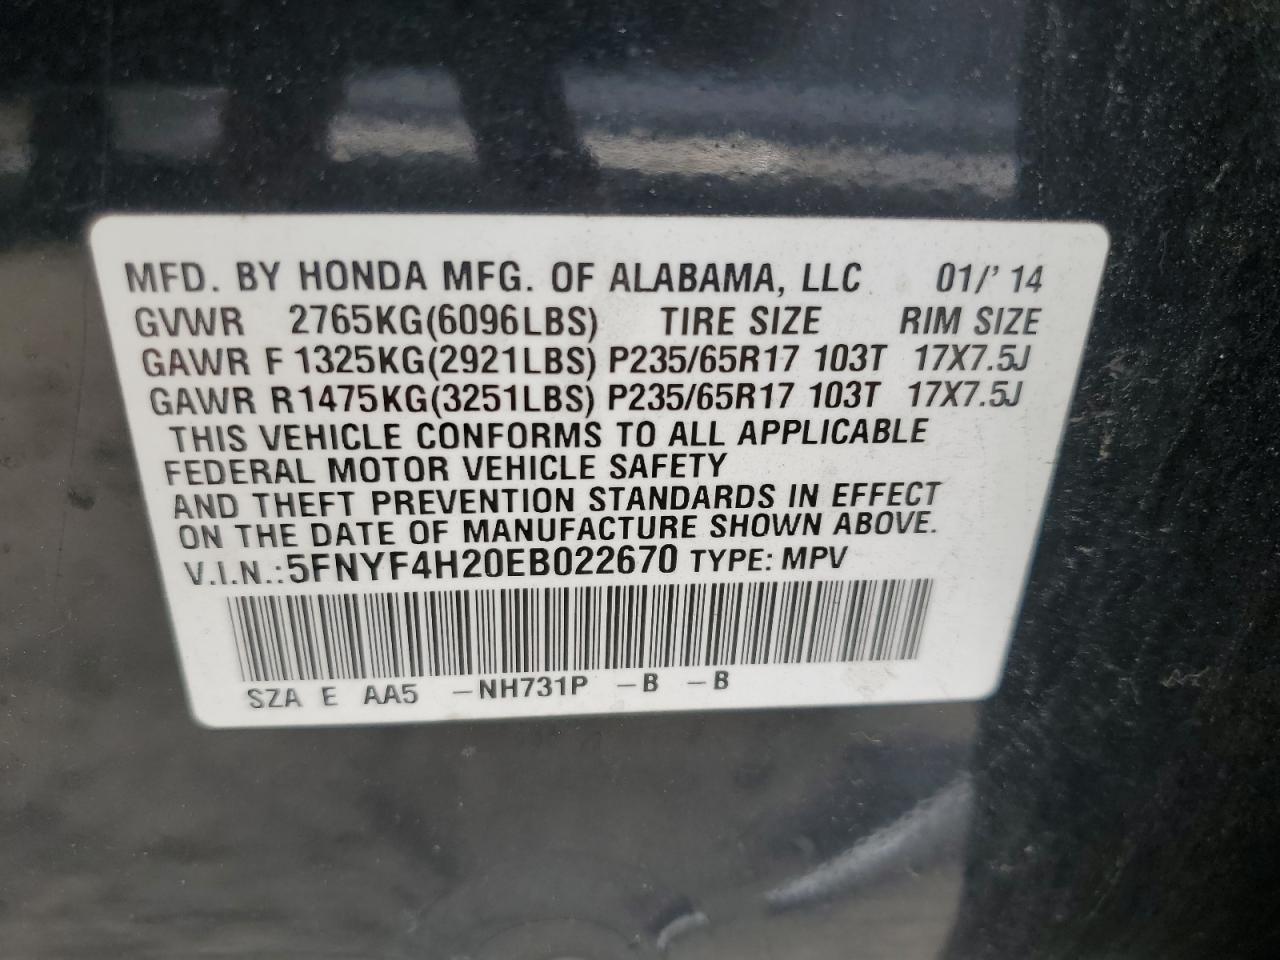 MFD. BY HONDA MFG. OF ALABAMA, LLC 01/'14
GVWR 2765KG(6096LBS) TIRE SIZE RIM SIZE
GAWR F 1325KG(2921LBS) P235/65R17 103T 17X7.5J
GAWR R1475KG(3251LBS) P235/65R17 103T 17X7.5J
THIS VEHICLE CONFORMS TO ALL APPLICABLE
FEDERAL MOTOR VEHICLE SAFETY
AND THEFT PREVENTION STANDARDS IN EFFECT
ON THE DATE OF MANUFACTURE SHOWN ABOVE.
V.I.N.:5FNYF4H20EB022670 TYPE: MPV
SZA E AA5 -NH731P -B -B